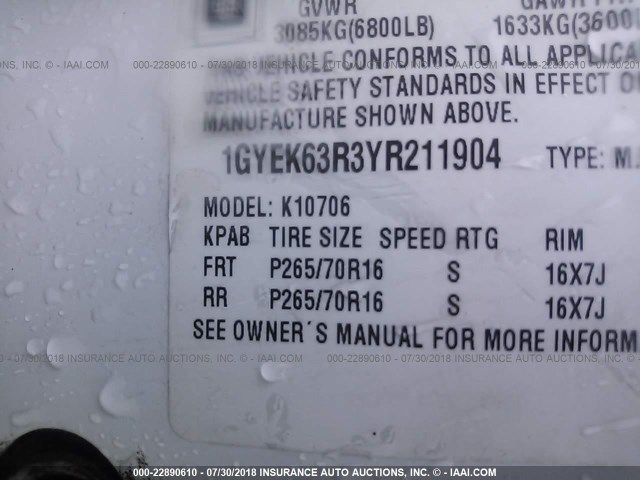 GVWR GAWR FRT
3085KG(6800LB) 1633KG(3600
VEHICLE CONFORMS TO ALL APPLICA
VEHICLE SAFETY STANDARDS IN EFFECT O
MANUFACTURE SHOWN ABOVE.
1GYEK63R3YR211904 TYPE: M
MODEL: K10706
KPAB TIRE SIZE SPEED RTG RIM
FRT P265/70R16 S 16X7J
RR P265/70R16 S 16X7J
SEE OWNER'S MANUAL FOR MORE INFORM
000-22890610 - 07/30/2018 INSURANCE AUTO AUCTIONS, INC. - © IAAI.COM